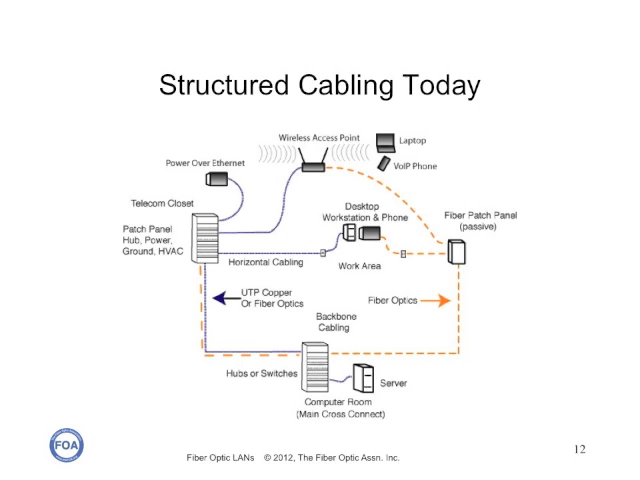 Structured Cabling Today
Wireless Access Point
Laptop
VoIP Phone
Power Over Ethernet
Telecom Closet
Desktop
Workstation & Phone
Fiber Patch Panel
(passive)
Patch Panel
Hub, Power,
Ground, HVAC
Horizontal Cabling
Work Area
UTP Copper
Or Fiber Optics
Fiber Optics
Backbone
Cabling
Hubs or Switches
Server
Computer Room
(Main Cross Connect)
FOA
Fiber Optic LANs © 2012, The Fiber Optic Assn. Inc.
12